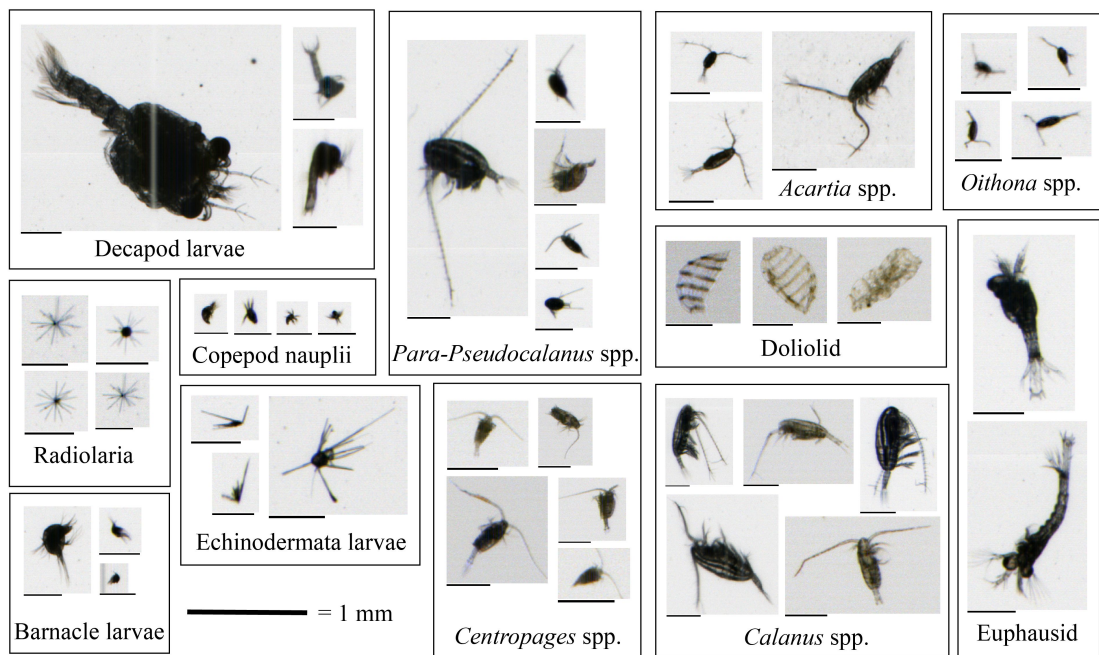 Decapod larvae
Para-Pseudocalanus spp.
Acartia spp.
Oithona spp.
Radiolaria
Copepod nauplii
Doliolid
Echinodermata larvae
Barnacle larvae
= 1 mm
Centropages spp.
Calanus spp.
Euphausid